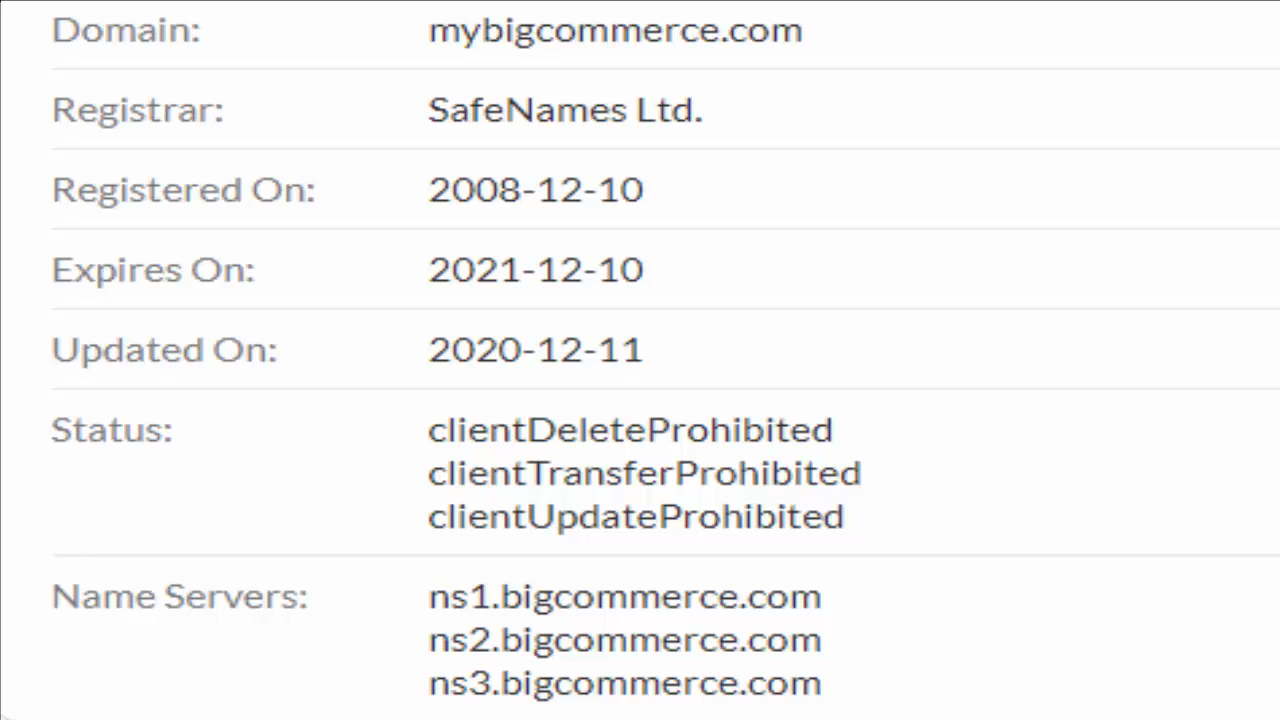 Domain: mybigcommerce.com
Registrar: SafeNames Ltd.
Registered On: 2008-12-10
Expires On: 2021-12-10
Updated On: 2020-12-11
Status: clientDeleteProhibited
clientTransferProhibited
clientUpdateProhibited
Name Servers: ns1.bigcommerce.com
ns2.bigcommerce.com
ns3.bigcommerce.com